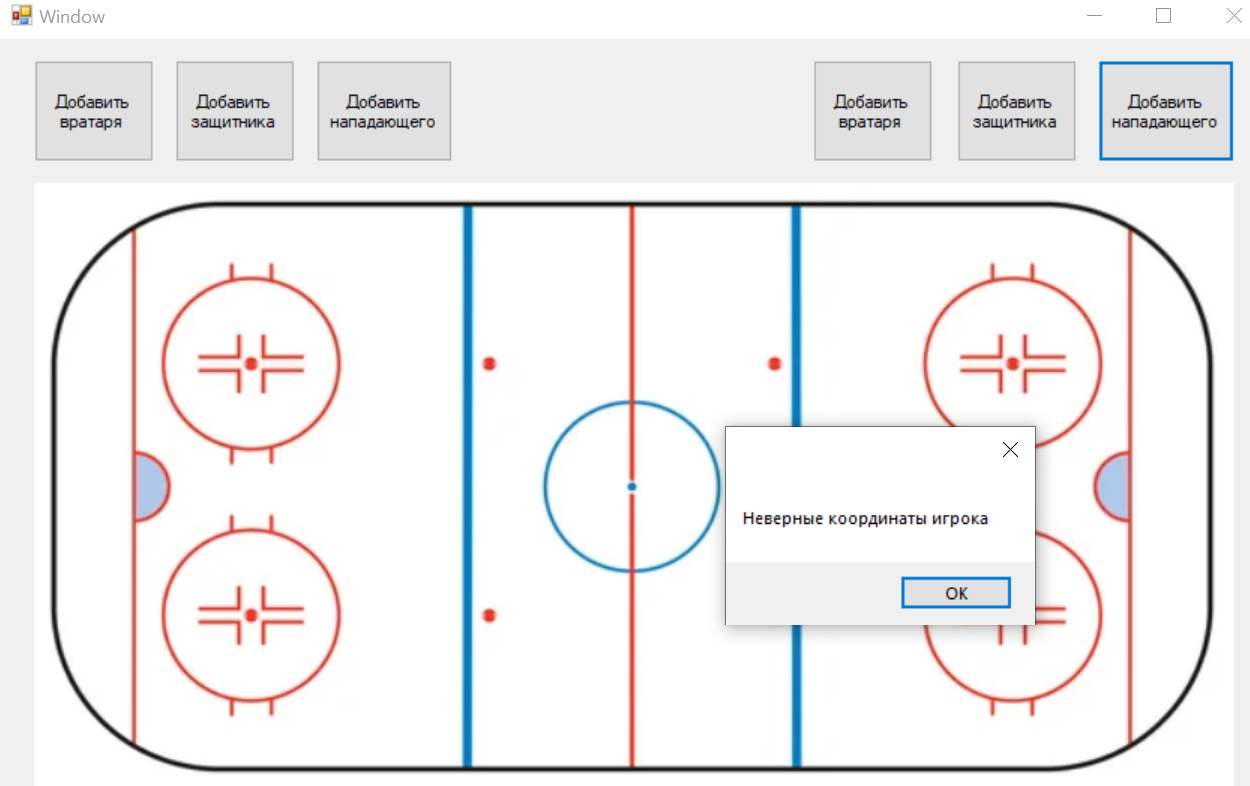 Window
Добавить
вратаря
Добавить
защитника
Добавить
нападающего
Добавить
вратаря
Добавить
защитника
Добавить
нападающего
Неверные координаты игрока
OK